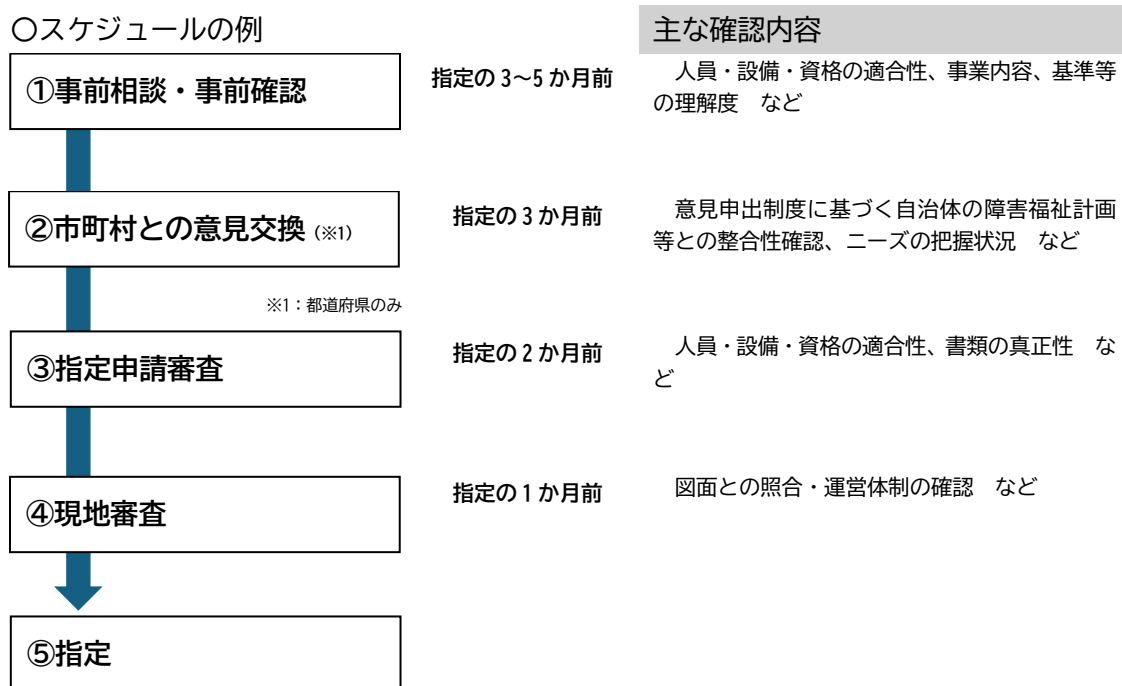 〇スケジュールの例
主な確認内容
①事前相談・事前確認
指定の3~5か月前
人員・設備・資格の適合性、事業内容、基準等
の理解度　など
②市町村との意見交換（※1）
指定の3か月前
意見申出制度に基づく自治体の障害福祉計画
等との整合性確認、ニーズの把握状況　など
※1：都道府県のみ
③指定申請審査
指定の2か月前
人員・設備・資格の適合性、書類の真正性　な
ど
④現地審査
指定の1か月前
図面との照合・運営体制の確認　など
⑤指定